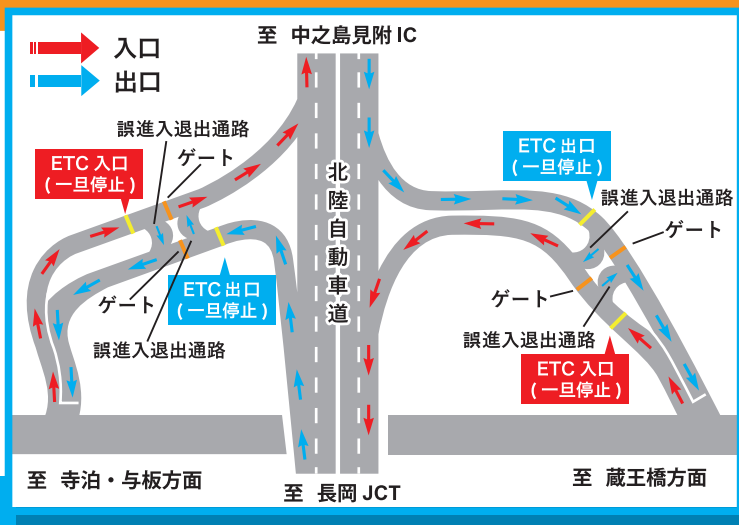 至 中之島見附IC
入口
出口
誤進入退出通路
ゲート
ETC 入口
(一旦停止)
ETC 出口
(一旦停止)
誤進入退出通路
ゲート
北陸自動車道
ETC 出口
(一旦停止)
ゲート
誤進入退出通路
ゲート
誤進入退出通路
ETC 入口
(一旦停止)
至 寺泊・与板方面
至 長岡JCT
至 蔵王橋方面